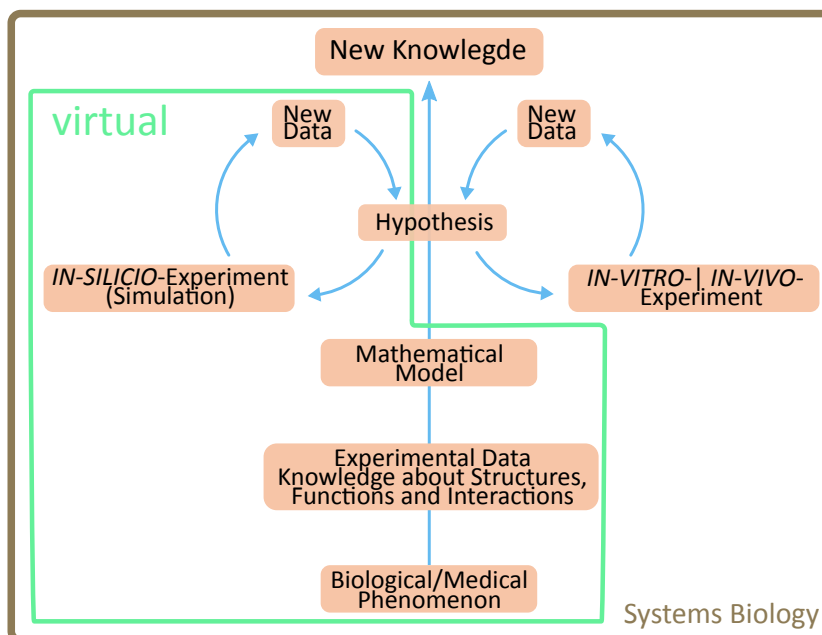 New Knowlegde
virtual
New
Data
New
Data
Hypothesis
IN-SILICIO-Experiment
(Simulation)
IN-VITRO- | IN-VIVO-
Experiment
Mathematical
Model
Experimental Data
Knowledge about Structures,
Functions and Interactions
Biological/Medical
Phenomenon
Systems Biology